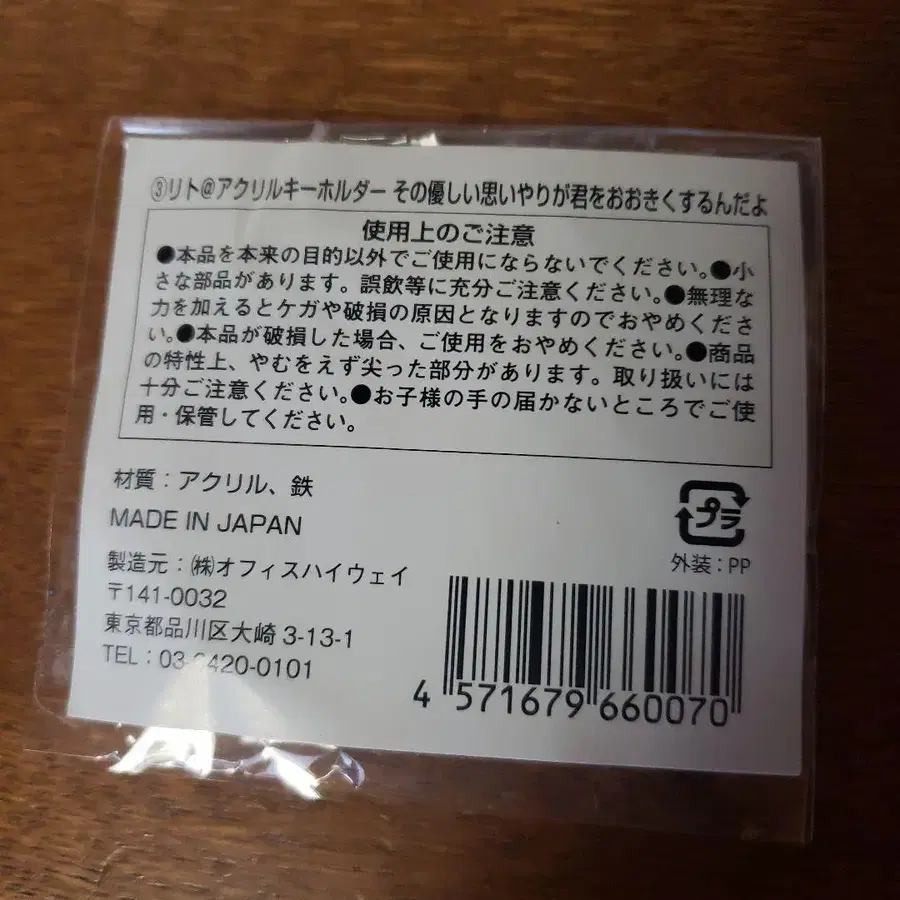 ③リト@アクリルキーホルダー その優しい思いやりが君をおおきくするんだよ
使用上のご注意
●本品を本来の目的以外でご使用にならないでください。●小
さな部品があります。誤飲等に充分ご注意ください。●無理な
力を加えるとケガや破損の原因となりますのでおやめくださ
い。●本品が破損した場合、ご使用をおやめください。●商品
の特性上、やむをえず尖った部分があります。取り扱いには
十分ご注意ください。●お子様の手の届かないところでご使
用・保管してください。
材質：アクリル、鉄
MADE IN JAPAN
プラ
外装：PP
製造元：㈱オフィスハイウェイ
〒141-0032
東京都品川区大崎 3-13-1
TEL：03- 420-0101
4 571679 660070